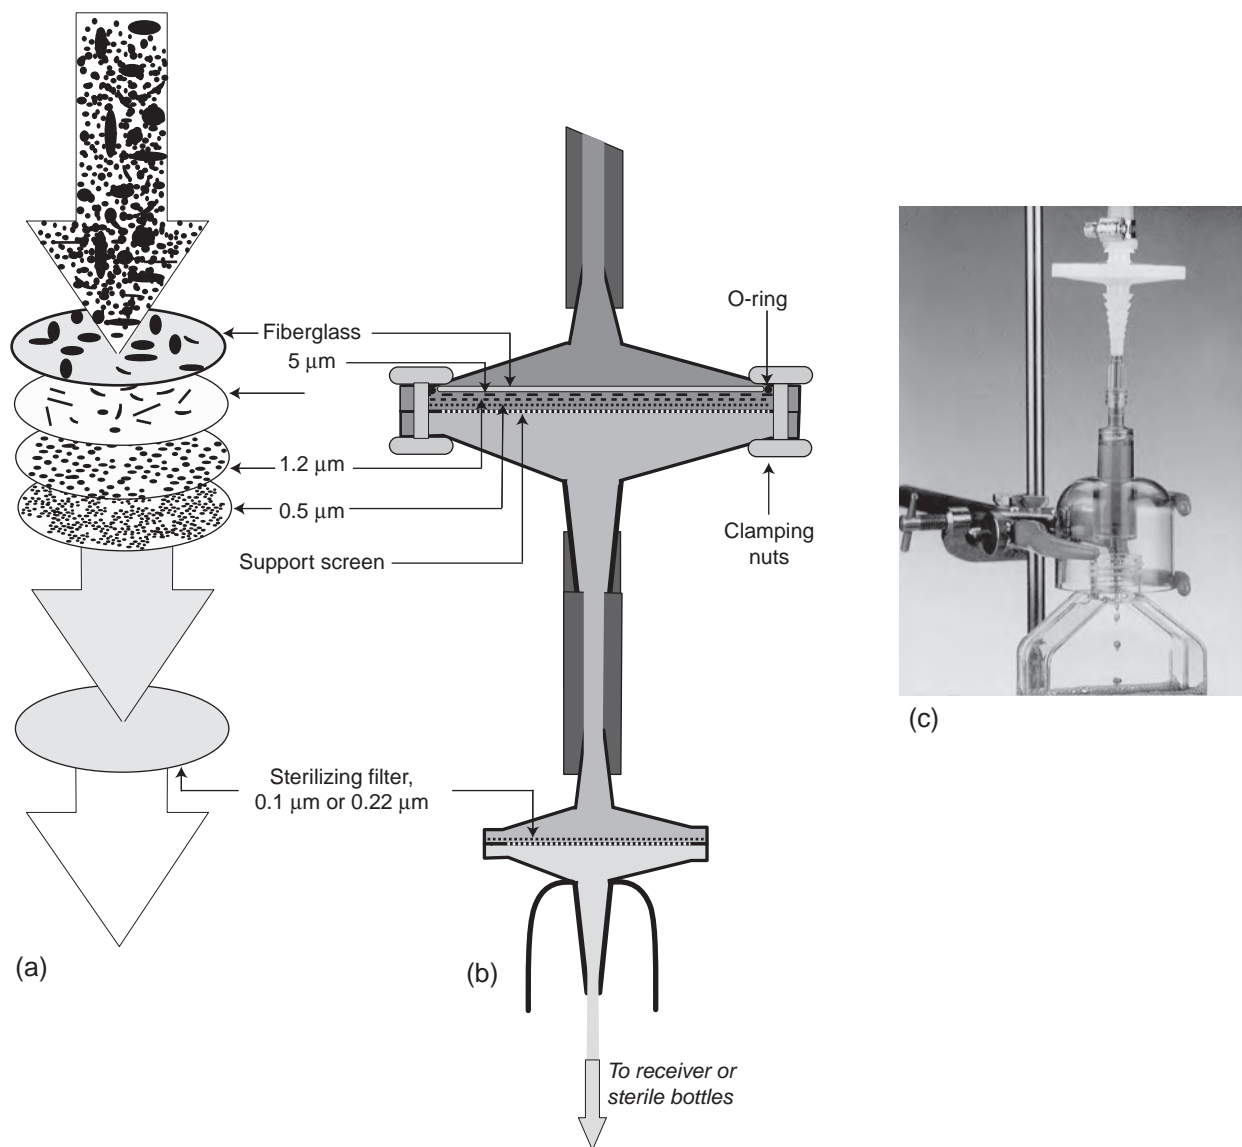 O-ring
Fiberglass
5 μm
1.2 μm
0.5 μm
Support screen
Clamping
nuts
(c)
Sterilizing filter,
0.1 μm or 0.22 μm
(a)
(b)
To receiver or
sterile bottles